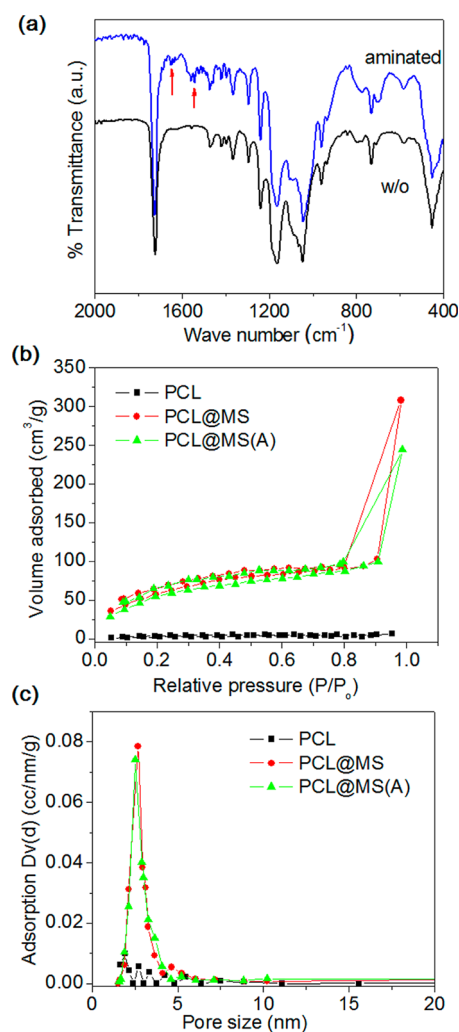 (a)
% Transmittance (a.u.)
aminated
w/o
2000 1600 1200 800 400
Wave number (cm⁻¹)
(b)
Volume adsorbed (cm³/g)
350
300
250
200
150
100
50
0
PCL
PCL@MS
PCL@MS(A)
0.0 0.2 0.4 0.6 0.8 1.0
Relative pressure (P/Pₒ)
(c)
Adsorption Dv(d) (cc/nm/g)
0.08
0.06
0.04
0.02
0.00
PCL
PCL@MS
PCL@MS(A)
0 5 10 15 20
Pore size (nm)